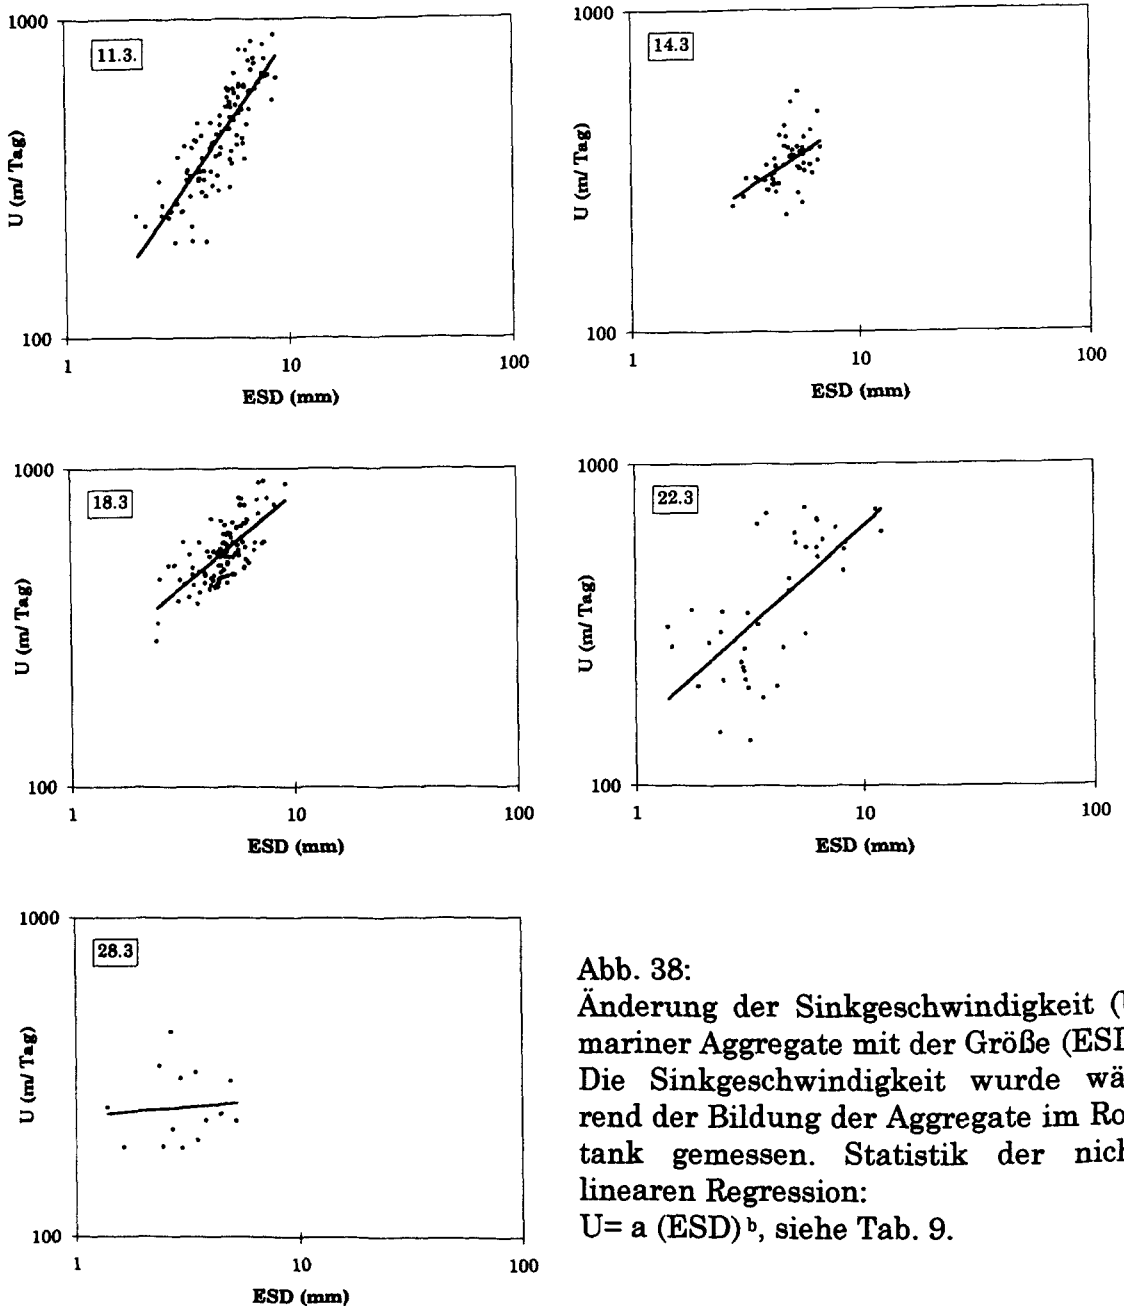 1000
11.3.
U (m/ Tag)
100
1
10
100
ESD (mm)
1000
14.3
U (m/ Tag)
100
1
10
100
ESD (mm)
1000
18.3
U (m/ Tag)
100
1
10
100
ESD (mm)
1000
22.3
U (m/ Tag)
100
1
10
100
ESD (mm)
1000
28.3
U (m/ Tag)
100
1
10
100
ESD (mm)
Abb. 38:
Änderung der Sinkgeschwindigkeit
mariner Aggregate mit der Größe (ESD
Die Sinkgeschwindigkeit wurde wä
rend der Bildung der Aggregate im Ro
tank gemessen. Statistik der nich
linearen Regression:
U= a (ESD) ᵇ, siehe Tab. 9.